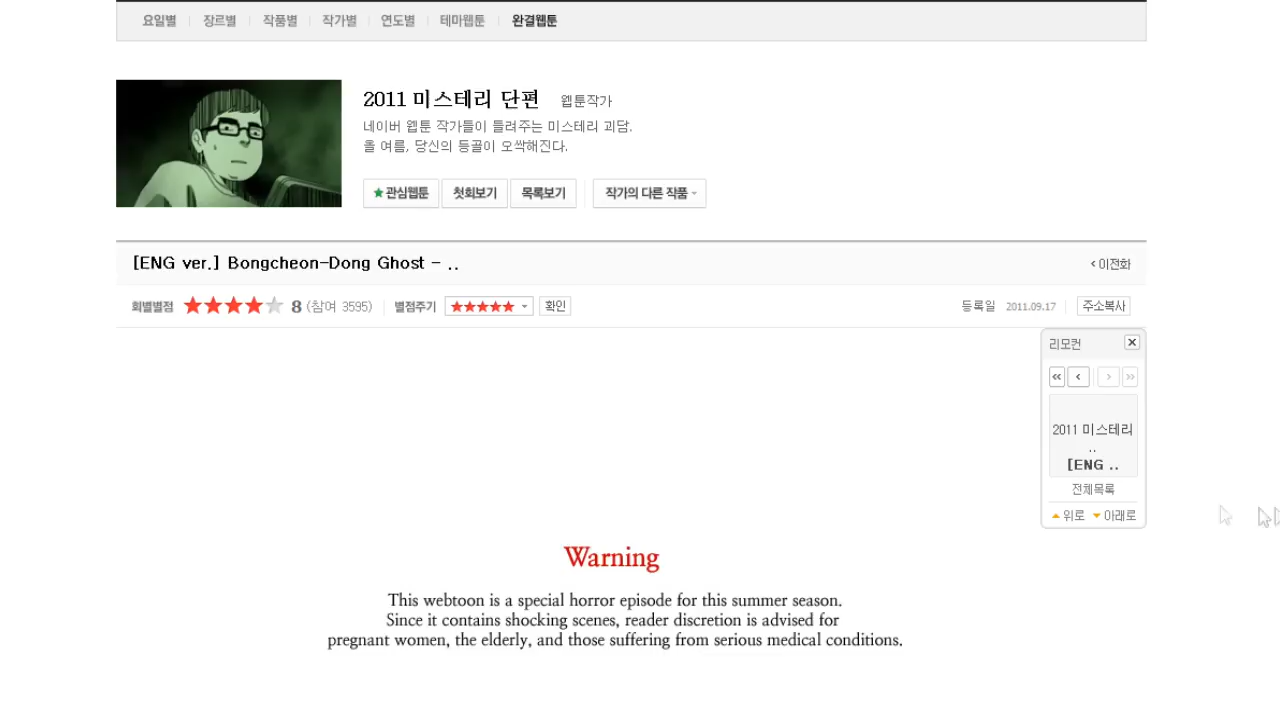 요일별 장르별 작품별 작가별 연도별 테마웹툰 완결웹툰
2011 미스테리 단편 웹툰작가
네이버 웹툰 작가들이 들려주는 미스테리 괴담.
올 여름, 당신의 등골이 오싹해진다.
★관심웹툰 첫회보기 목록보기 작가의 다른 작품
[ENG ver.] Bongcheon-Dong Ghost - .. < 이전화
회별별점 ★★★★★ 8 (참여 3595) 별점주기 ★★★★★ 확인 등록일 2011.09.17 주소복사
리모컨 X
« ‹ › »
2011 미스테리
..
[ENG ..
전체목록
▲ 위로 ▼ 아래로
Warning
This webtoon is a special horror episode for this summer season.
Since it contains shocking scenes, reader discretion is advised for
pregnant women, the elderly, and those suffering from serious medical conditions.